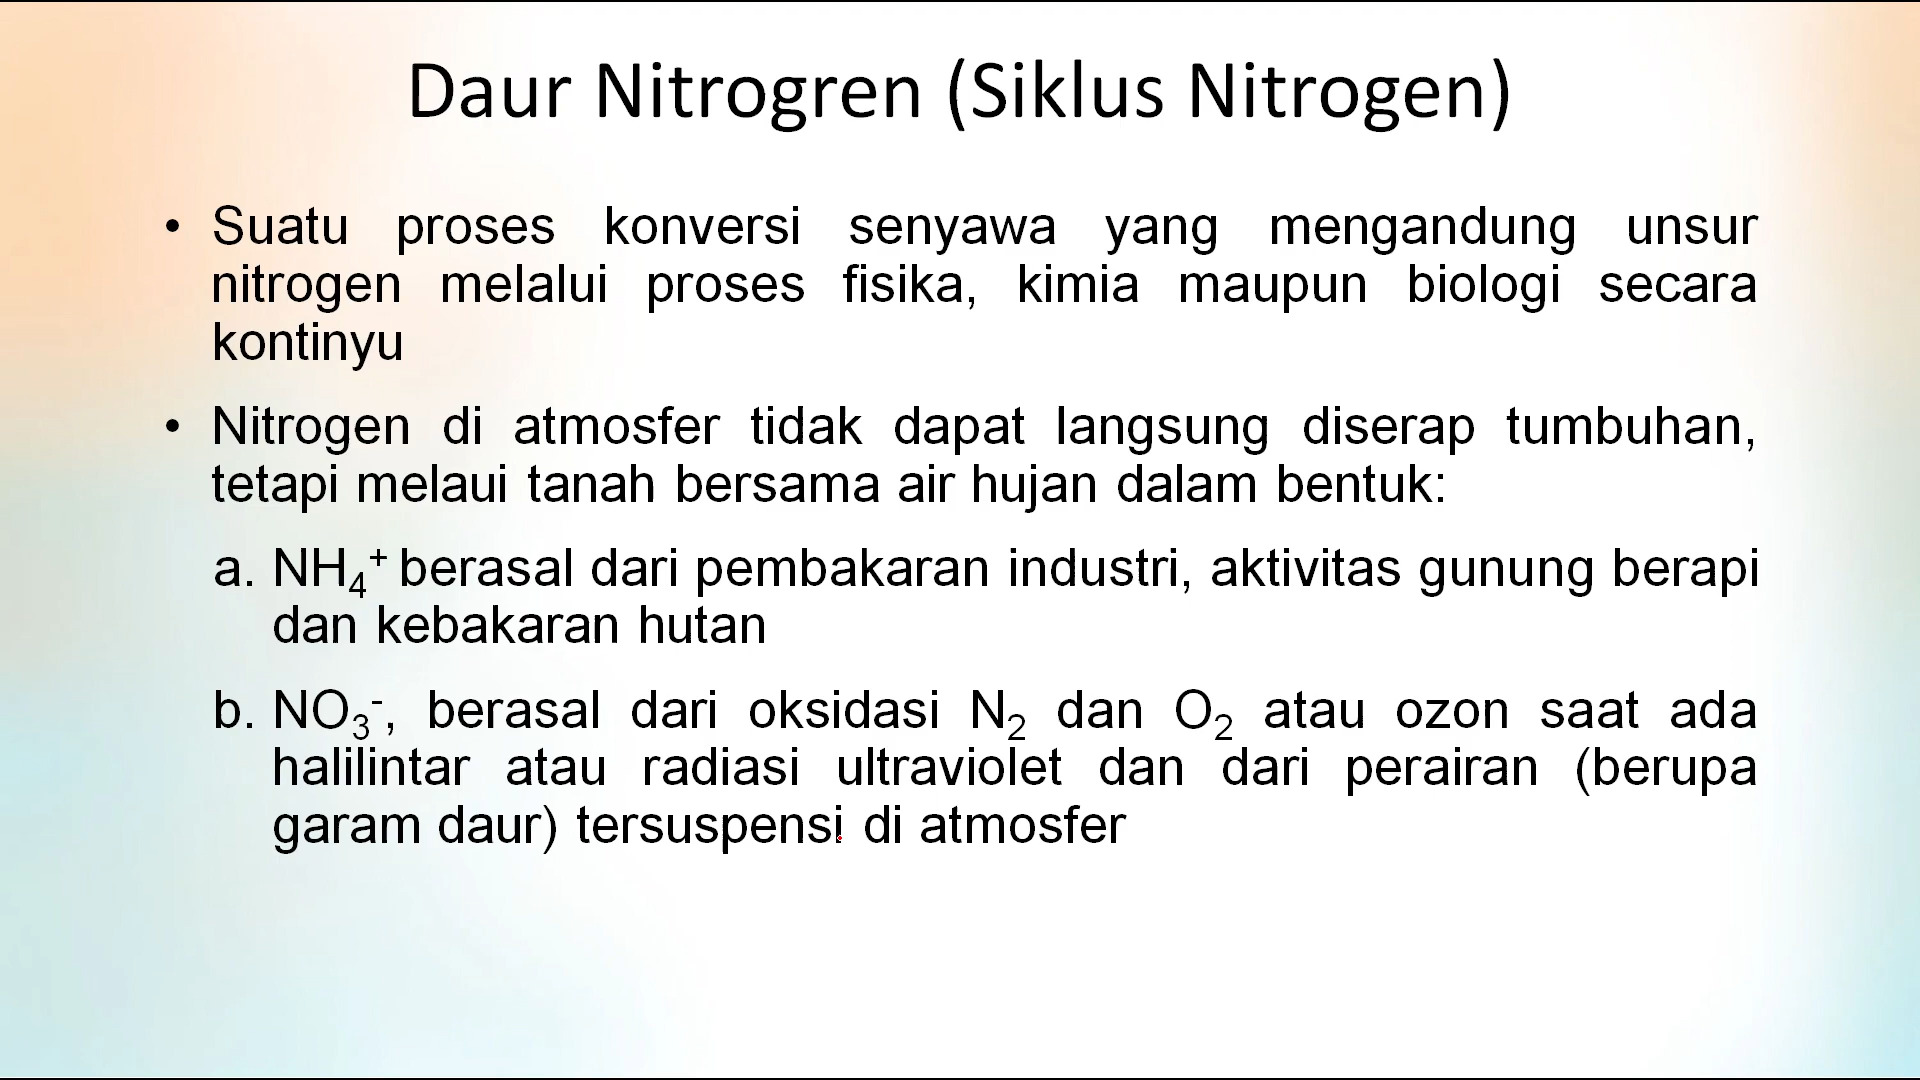 Daur Nitrogren (Siklus Nitrogen)
• Suatu proses konversi senyawa yang mengandung unsur
nitrogen melalui proses fisika, kimia maupun biologi secara
kontinyu
• Nitrogen di atmosfer tidak dapat langsung diserap tumbuhan,
tetapi melaui tanah bersama air hujan dalam bentuk:
a. NH₄⁺ berasal dari pembakaran industri, aktivitas gunung berapi
dan kebakaran hutan
b. NO₃⁻, berasal dari oksidasi N₂ dan O₂ atau ozon saat ada
halilintar atau radiasi ultraviolet dan dari perairan (berupa
garam daur) tersuspensi di atmosfer